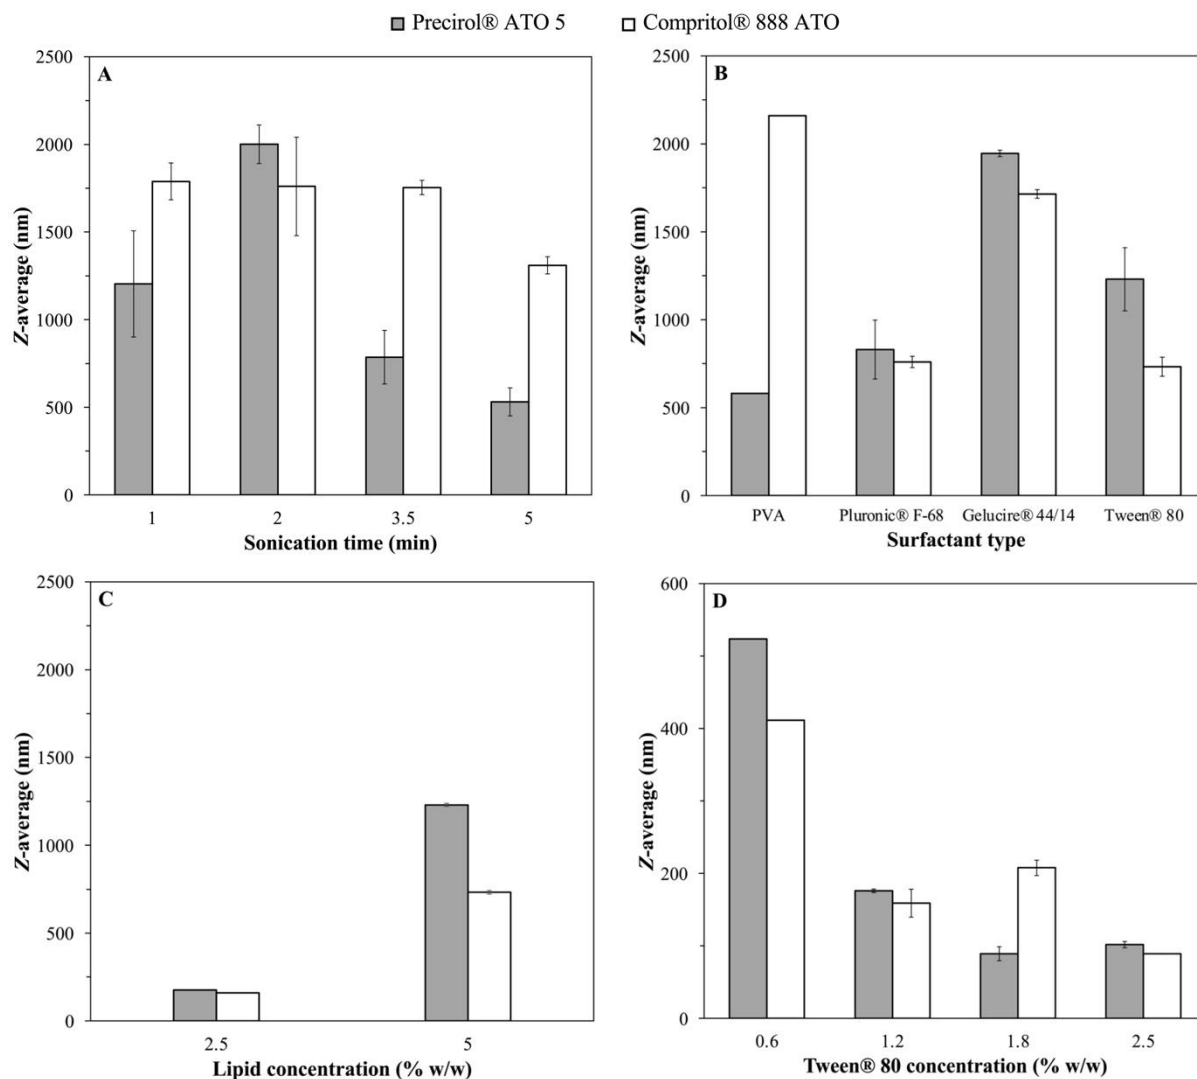 Precirol® ATO 5 Compritol® 888 ATO
A
2500
2000
1500
1000
500
0
Z-average (nm)
1 2 3.5 5
Sonication time (min)
B
2500
2000
1500
1000
500
0
Z-average (nm)
PVA Pluronic® F-68 Gelucire® 44/14 Tween® 80
Surfactant type
C
2500
2000
1500
1000
500
0
Z-average (nm)
2.5 5
Lipid concentration (% w/w)
D
600
400
200
0
Z-average (nm)
0.6 1.2 1.8 2.5
Tween® 80 concentration (% w/w)